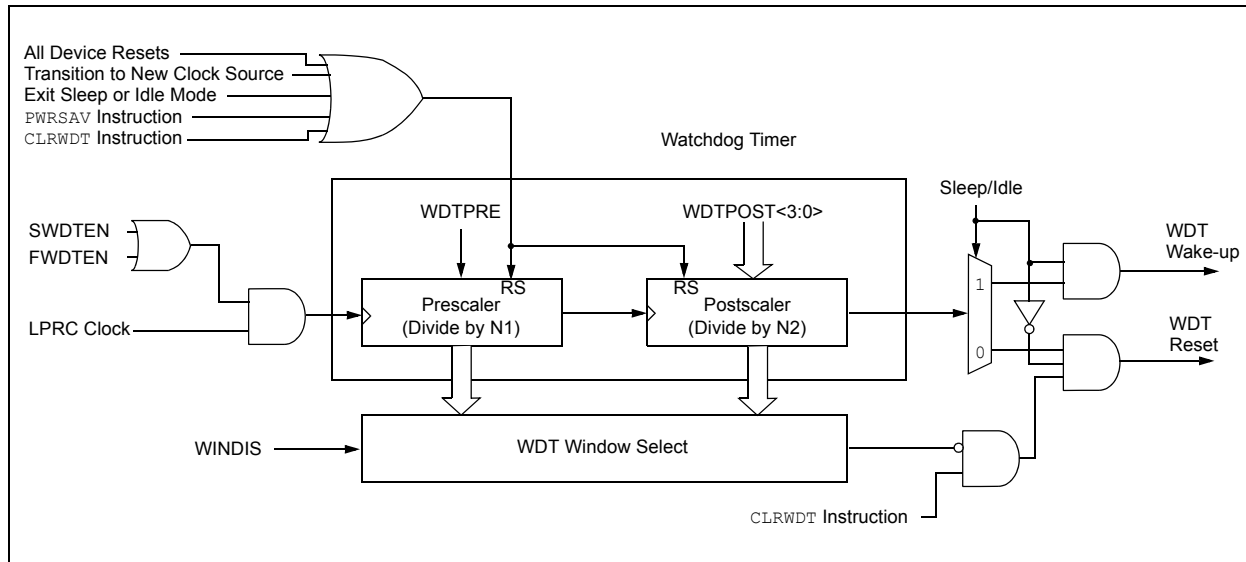 All Device Resets
Transition to New Clock Source
Exit Sleep or Idle Mode
PWRSAV Instruction
CLRWDT Instruction
Watchdog Timer
Sleep/Idle
WDTPRE
WDTPOST<3:0>
SWDTEN
FWDTEN
WDT
Wake-up
RS
RS
1
Prescaler
(Divide by N1)
Postscaler
(Divide by N2)
LPRC Clock
0
WDT
Reset
WINDIS
WDT Window Select
CLRWDT Instruction